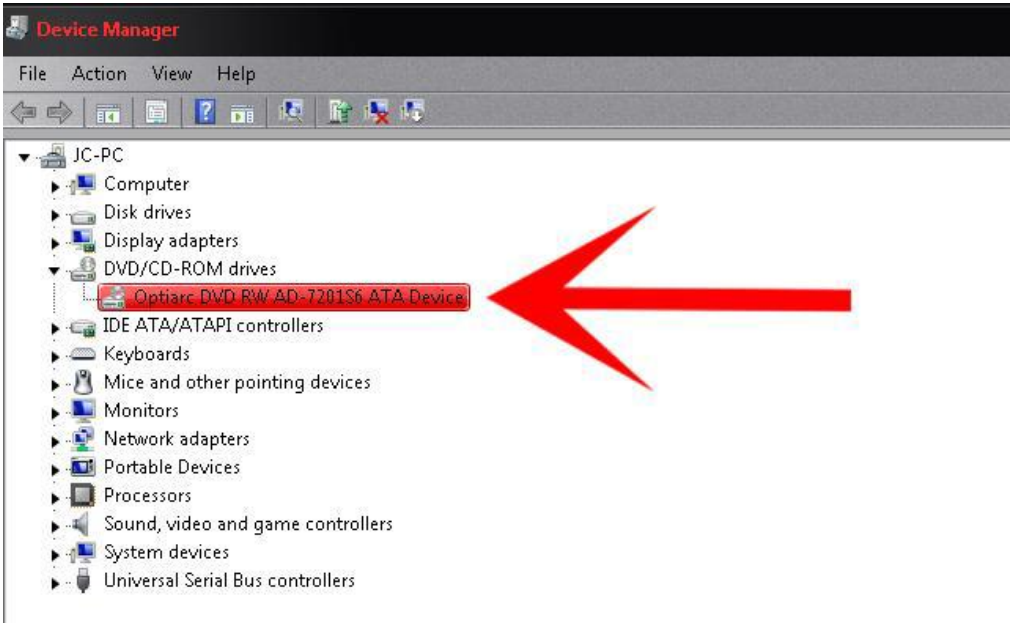 Device Manager
File Action View Help
JC-PC
Computer
Disk drives
Display adapters
DVD/CD-ROM drives
Optiarc DVD RW AD-7201S6 ATA Device
IDE ATA/ATAPI controllers
Keyboards
Mice and other pointing devices
Monitors
Network adapters
Portable Devices
Processors
Sound, video and game controllers
System devices
Universal Serial Bus controllers